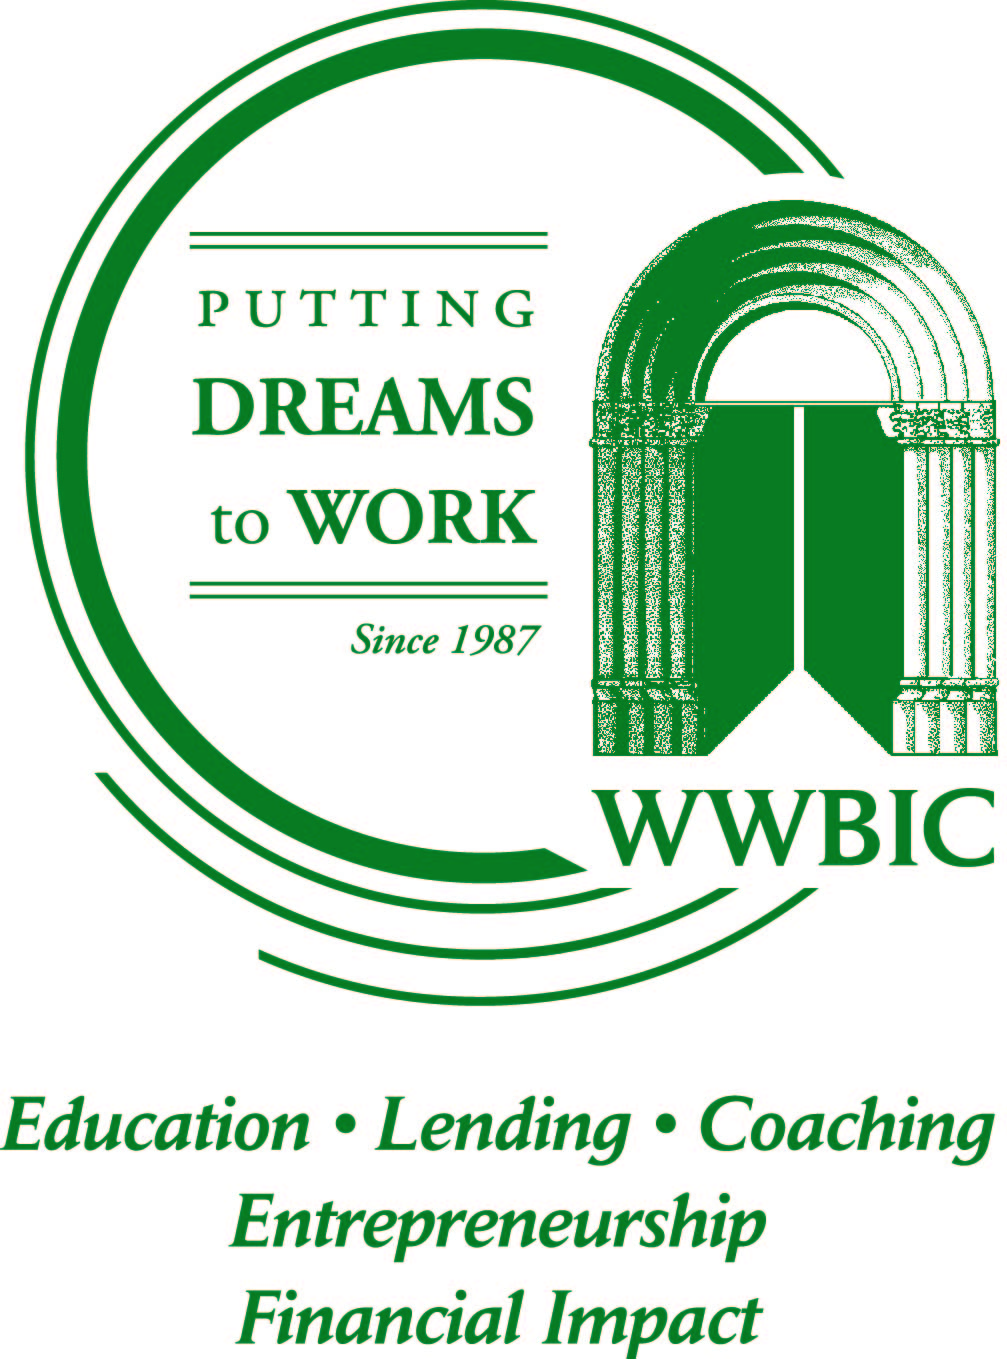 PUTTING
DREAMS
to WORK
Since 1987
WWBIC
Education • Lending • Coaching
Entrepreneurship
Financial Impact